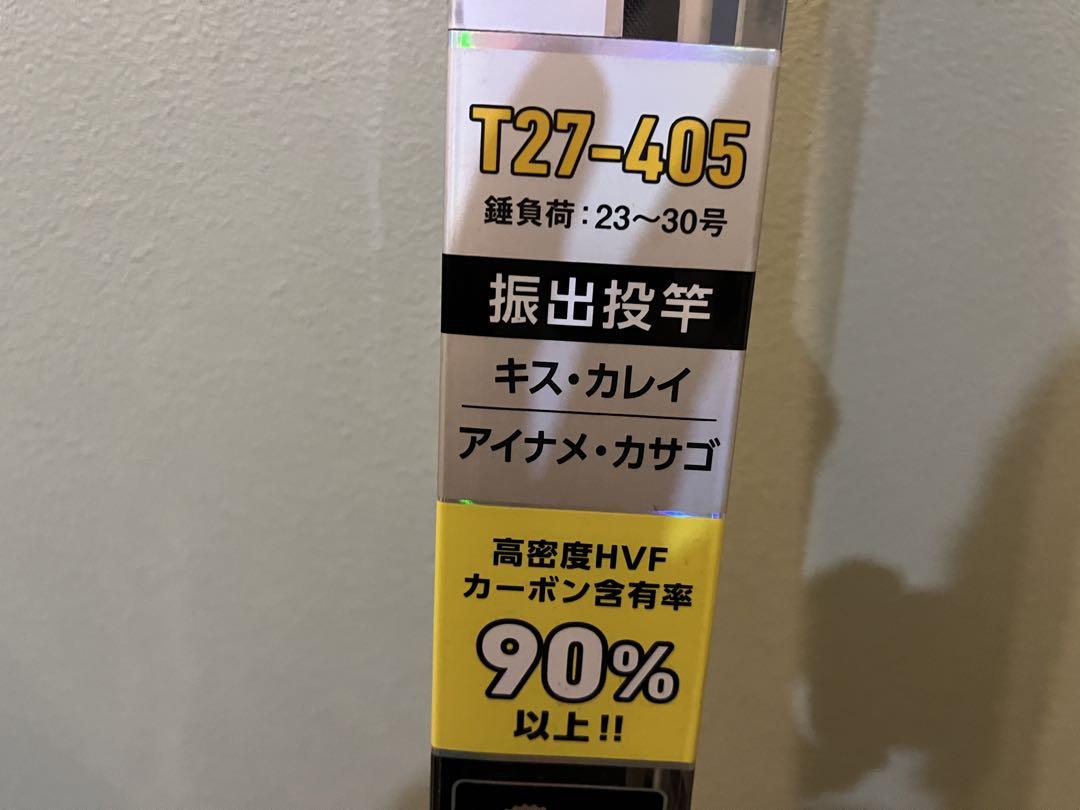 T27-405
錘負荷：23〜30号
振出投竿
キス・カレイ
アイナメ・カサゴ
高密度HVF
カーボン含有率
90%
以上!!